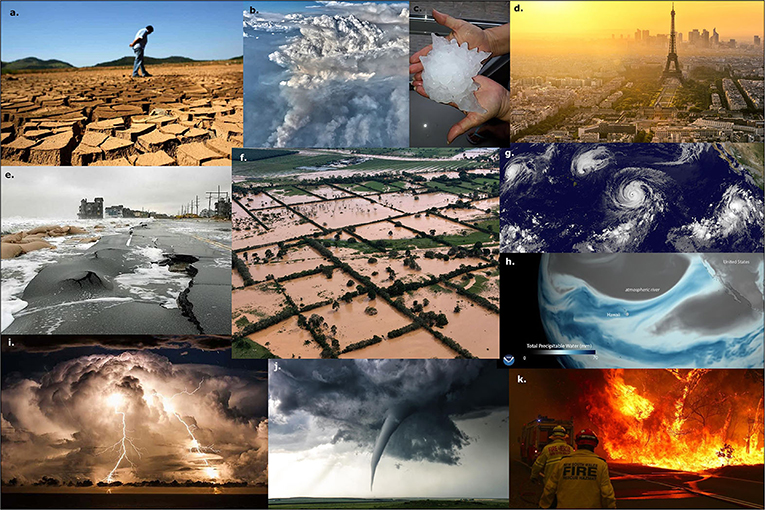 a.
b.
c.
d.
e.
f.
g.
h.
United States
atmospheric river
Hawaii
Total Precipitable Water (mm)
0
i.
j.
k.
FIRE